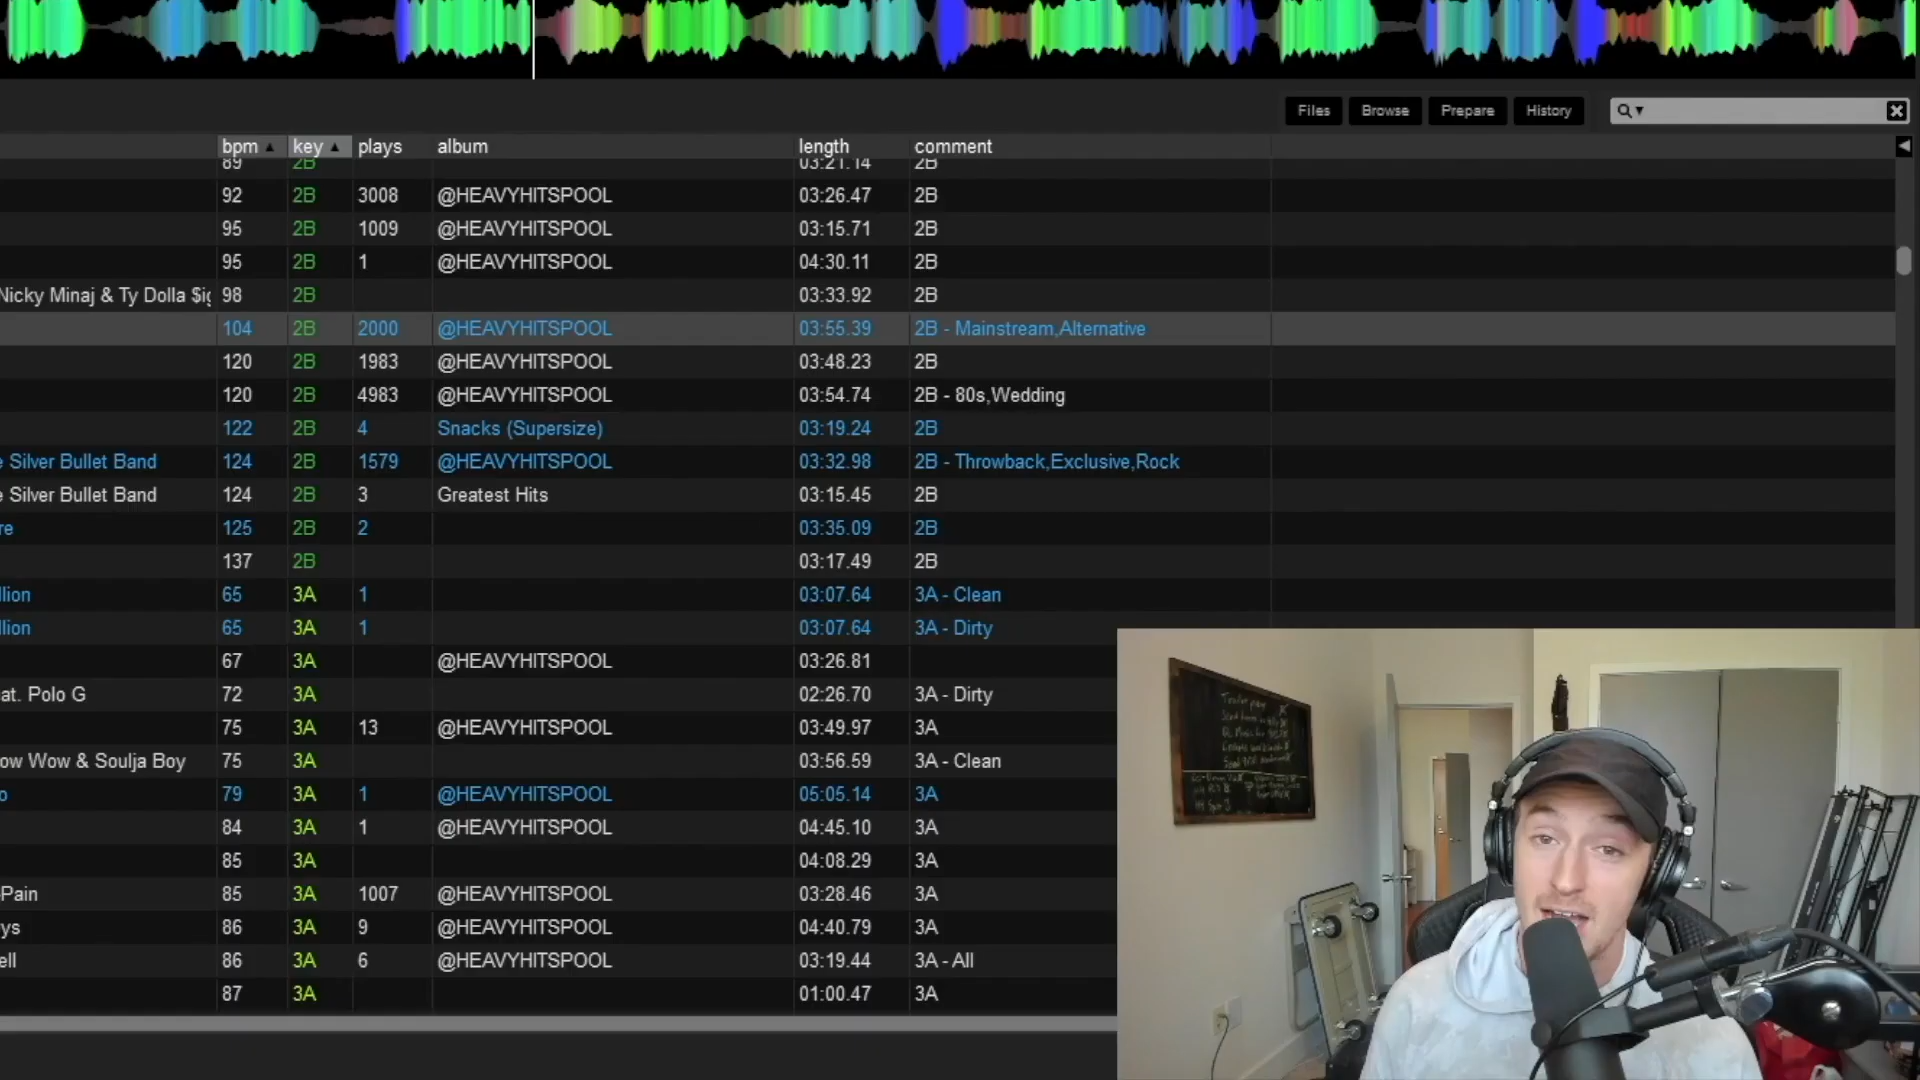 Files Browse Prepare History
bpm key plays album length comment
89 2B 03:21.14 2B
92 2B 3008 @HEAVYHITSPOOL 03:26.47 2B
95 2B 1009 @HEAVYHITSPOOL 03:15.71 2B
95 2B 1 @HEAVYHITSPOOL 04:30.11 2B
Nicky Minaj & Ty Dolla $ig 98 2B 03:33.92 2B
104 2B 2000 @HEAVYHITSPOOL 03:55.39 2B - Mainstream,Alternative
120 2B 1983 @HEAVYHITSPOOL 03:48.23 2B
120 2B 4983 @HEAVYHITSPOOL 03:54.74 2B - 80s,Wedding
122 2B 4 Snacks (Supersize) 03:19.24 2B
e Silver Bullet Band 124 2B 1579 @HEAVYHITSPOOL 03:32.98 2B - Throwback,Exclusive,Rock
e Silver Bullet Band 124 2B 3 Greatest Hits 03:15.45 2B
re 125 2B 2 03:35.09 2B
137 2B 03:17.49 2B
llion 65 3A 1 03:07.64 3A - Clean
llion 65 3A 1 03:07.64 3A - Dirty
67 3A @HEAVYHITSPOOL 03:26.81
at. Polo G 72 3A 02:26.70 3A - Dirty
75 3A 13 @HEAVYHITSPOOL 03:49.97 3A
ow Wow & Soulja Boy 75 3A 03:56.59 3A - Clean
o 79 3A 1 @HEAVYHITSPOOL 05:05.14 3A
84 3A 1 @HEAVYHITSPOOL 04:45.10 3A
85 3A 04:08.29 3A
-Pain 85 3A 1007 @HEAVYHITSPOOL 03:28.46 3A
ys 86 3A 9 @HEAVYHITSPOOL 04:40.79 3A
ell 86 3A 6 @HEAVYHITSPOOL 03:19.44 3A - All
87 3A 01:00.47 3A